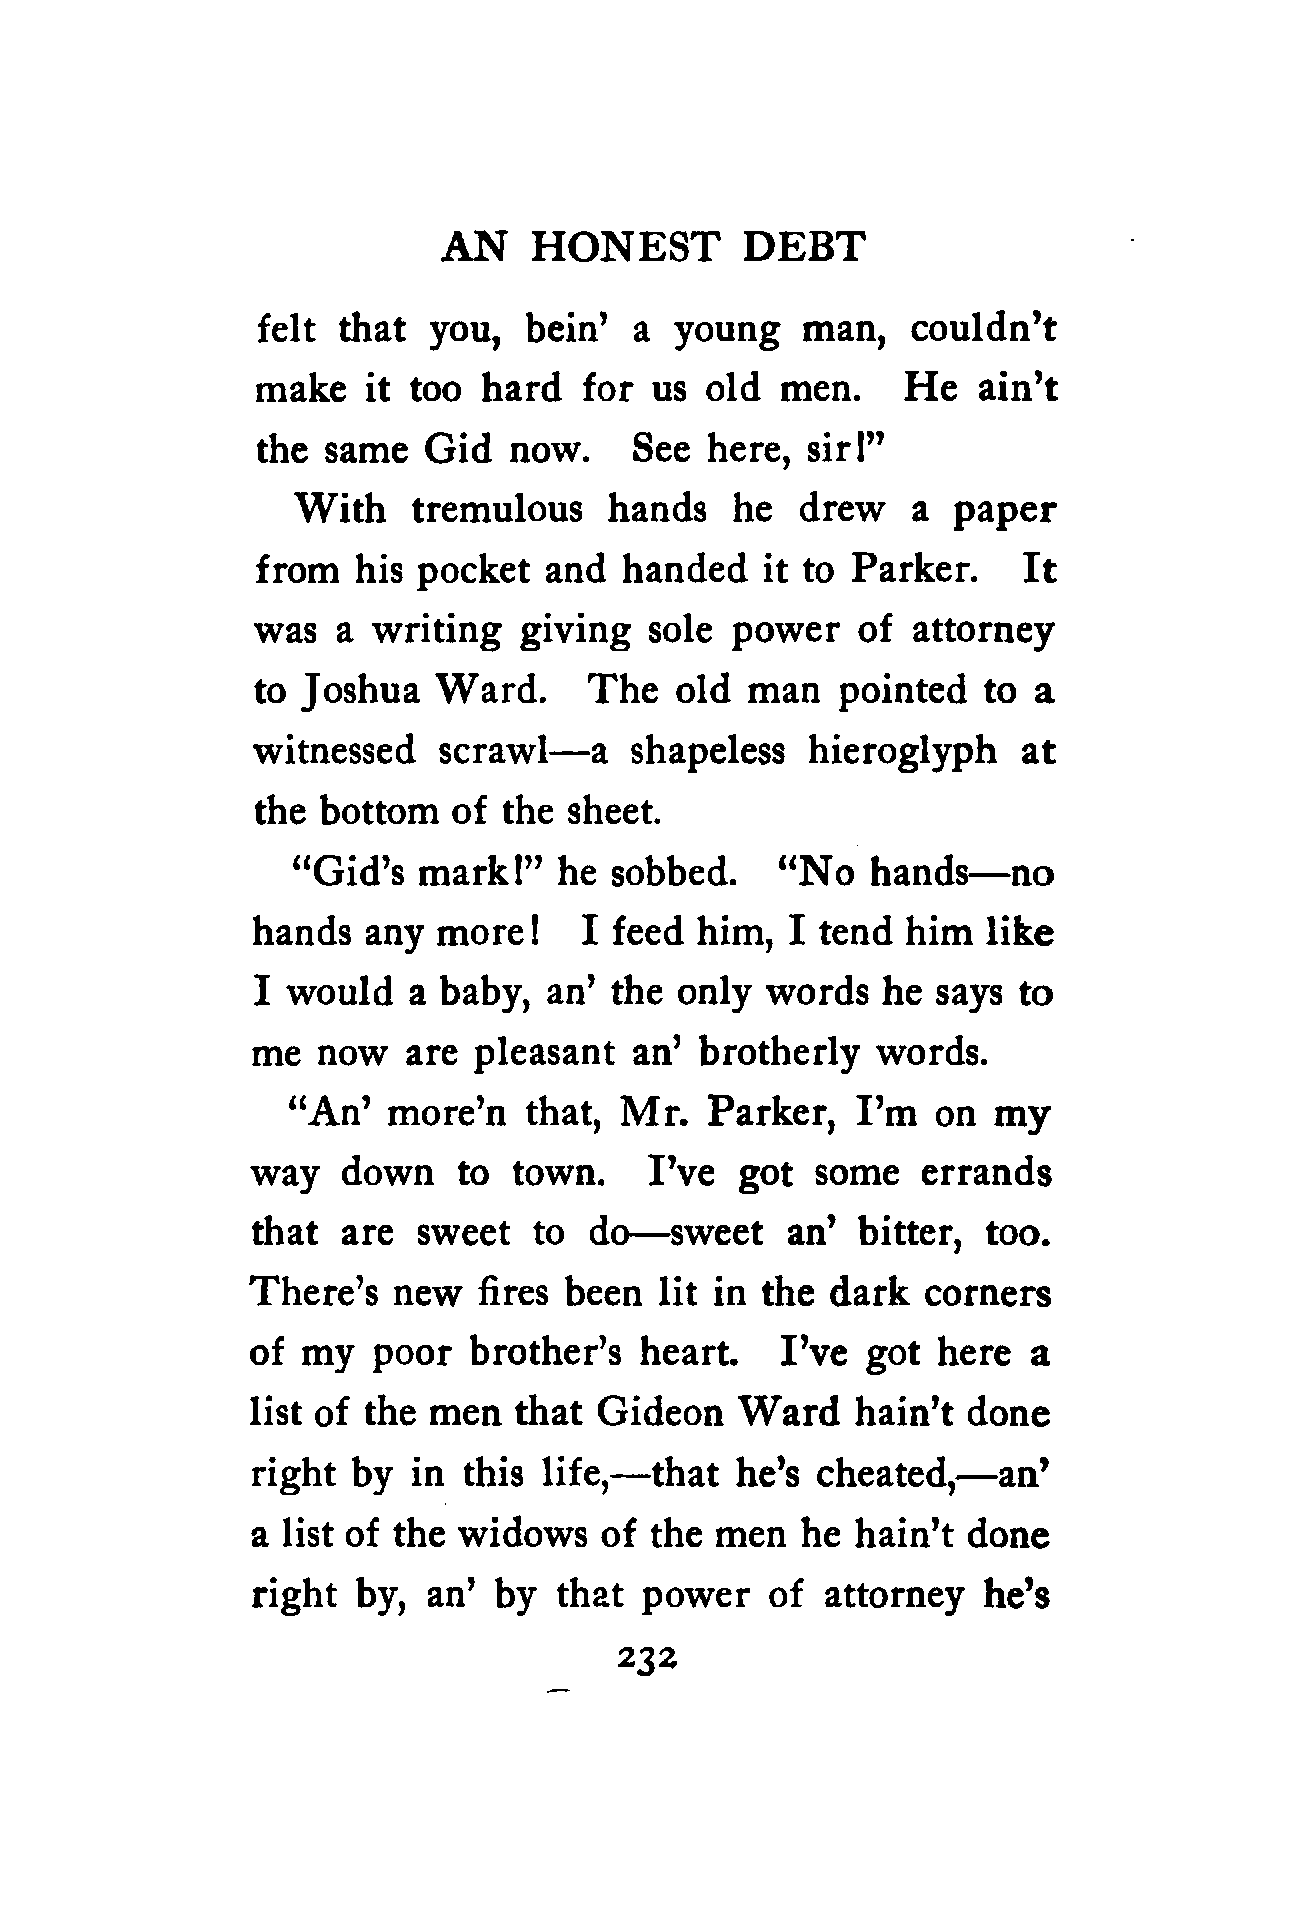 AN HONEST DEBT
felt that you, bein' a young man, couldn't
make it too hard for us old men. He ain't
the same Gid now. See here, sir!"
With tremulous hands he drew a paper
from his pocket and handed it to Parker. It
was a writing giving sole power of attorney
to Joshua Ward. The old man pointed to a
witnessed scrawl—a shapeless hieroglyph at
the bottom of the sheet.
"Gid's mark!" he sobbed. "No hands—no
hands any more! I feed him, I tend him like
I would a baby, an' the only words he says to
me now are pleasant an' brotherly words.
"An' more'n that, Mr. Parker, I'm on my
way down to town. I've got some errands
that are sweet to do—sweet an' bitter, too.
There's new fires been lit in the dark corners
of my poor brother's heart. I've got here a
list of the men that Gideon Ward hain't done
right by in this life,—that he's cheated,—an'
a list of the widows of the men he hain't done
right by, an' by that power of attorney he's
232